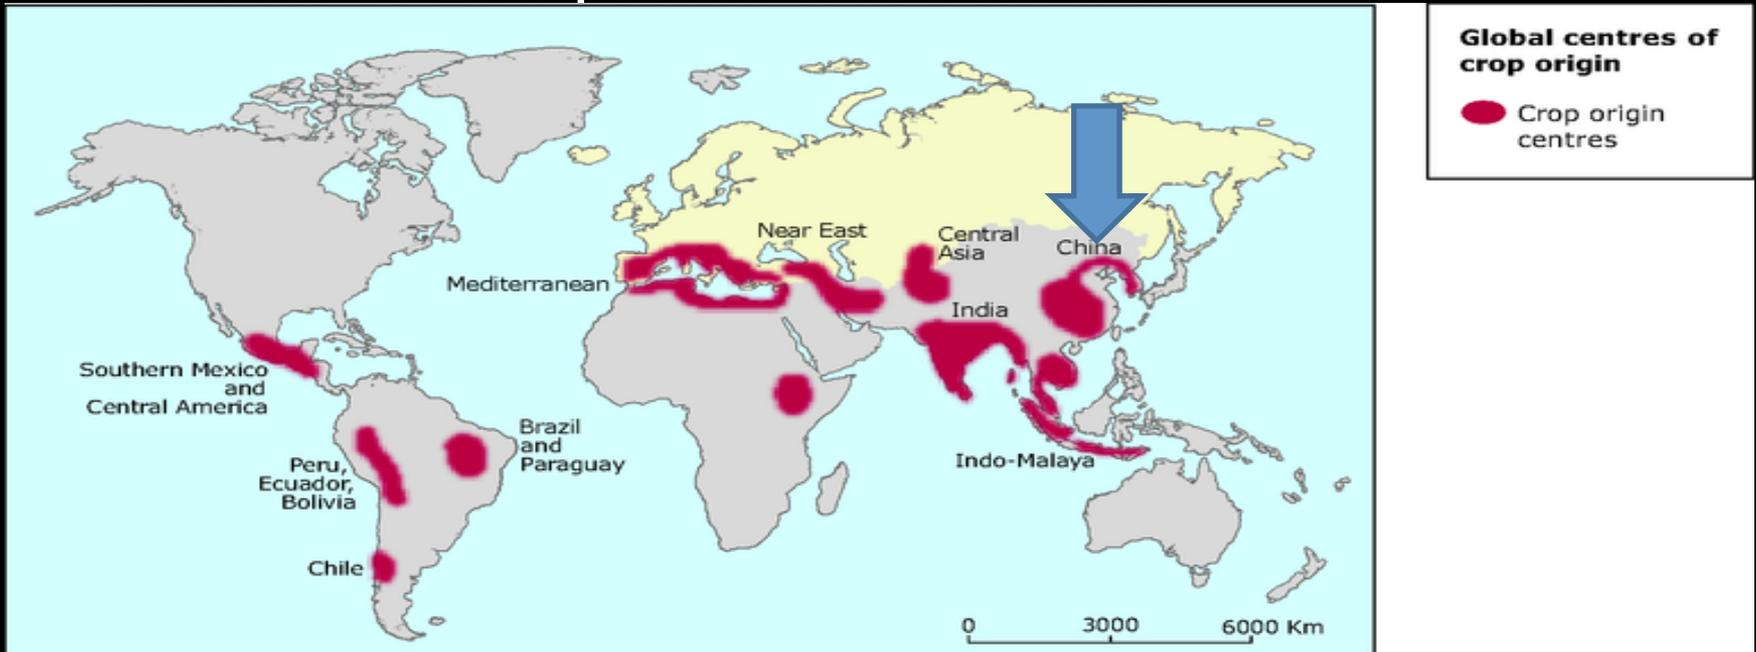 Global centres of
crop origin
Crop origin
centres
Near East
Central
Asia
China
Mediterranean
India
Southern Mexico
and
Central America
Brazil
and
Paraguay
Peru,
Ecuador,
Bolivia
Indo-Malaya
Chile
0 3000 6000 Km